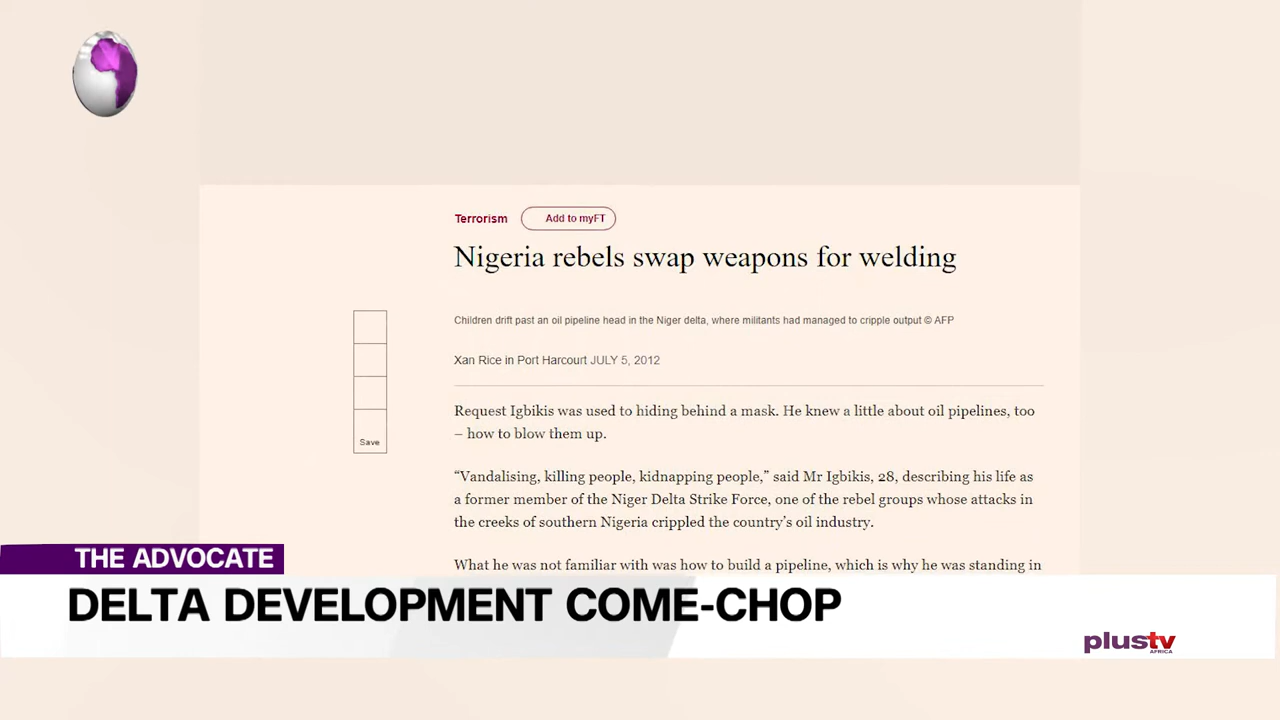 Terrorism
Add to myFT
Nigeria rebels swap weapons for welding
Children drift past an oil pipeline head in the Niger delta, where militants had managed to cripple output © AFP
Xan Rice in Port Harcourt JULY 5, 2012
Save
Request Igbikis was used to hiding behind a mask. He knew a little about oil pipelines, too
– how to blow them up.
“Vandalising, killing people, kidnapping people,” said Mr Igbikis, 28, describing his life as
a former member of the Niger Delta Strike Force, one of the rebel groups whose attacks in
the creeks of southern Nigeria crippled the country’s oil industry.
What he was not familiar with was how to build a pipeline, which is why he was standing in
THE ADVOCATE
DELTA DEVELOPMENT COME-CHOP
plustv
AFRICA